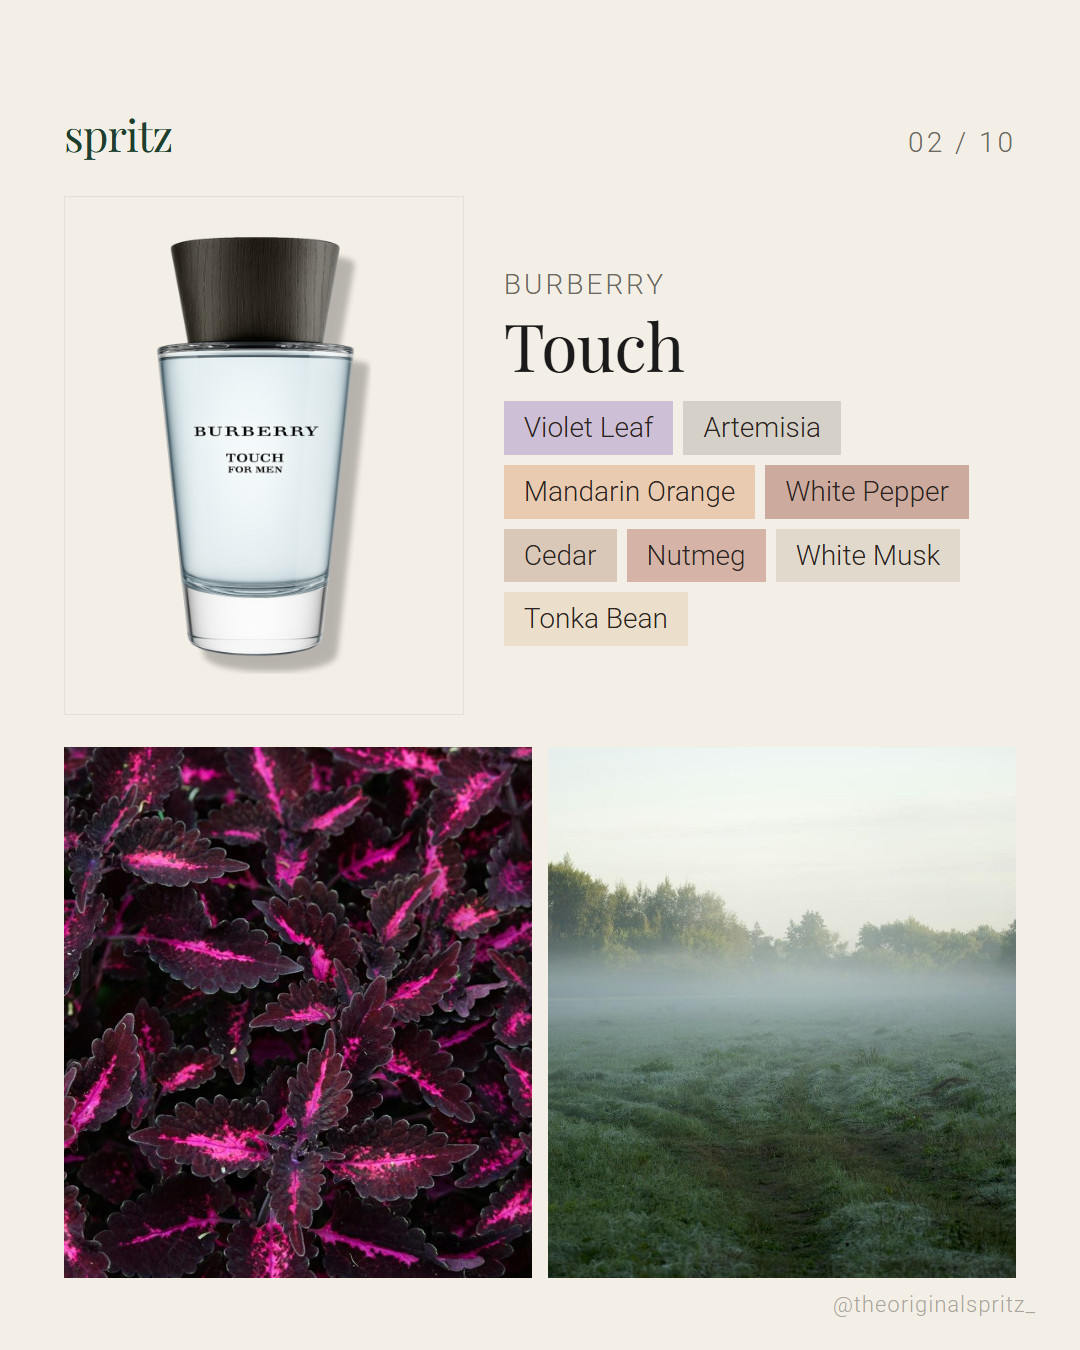 spritz
02 / 10
BURBERRY
Touch
Violet Leaf
Artemisia
Mandarin Orange
White Pepper
Cedar
Nutmeg
White Musk
Tonka Bean
BURBERRY
TOUCH
FOR MEN
@theoriginalspritz_